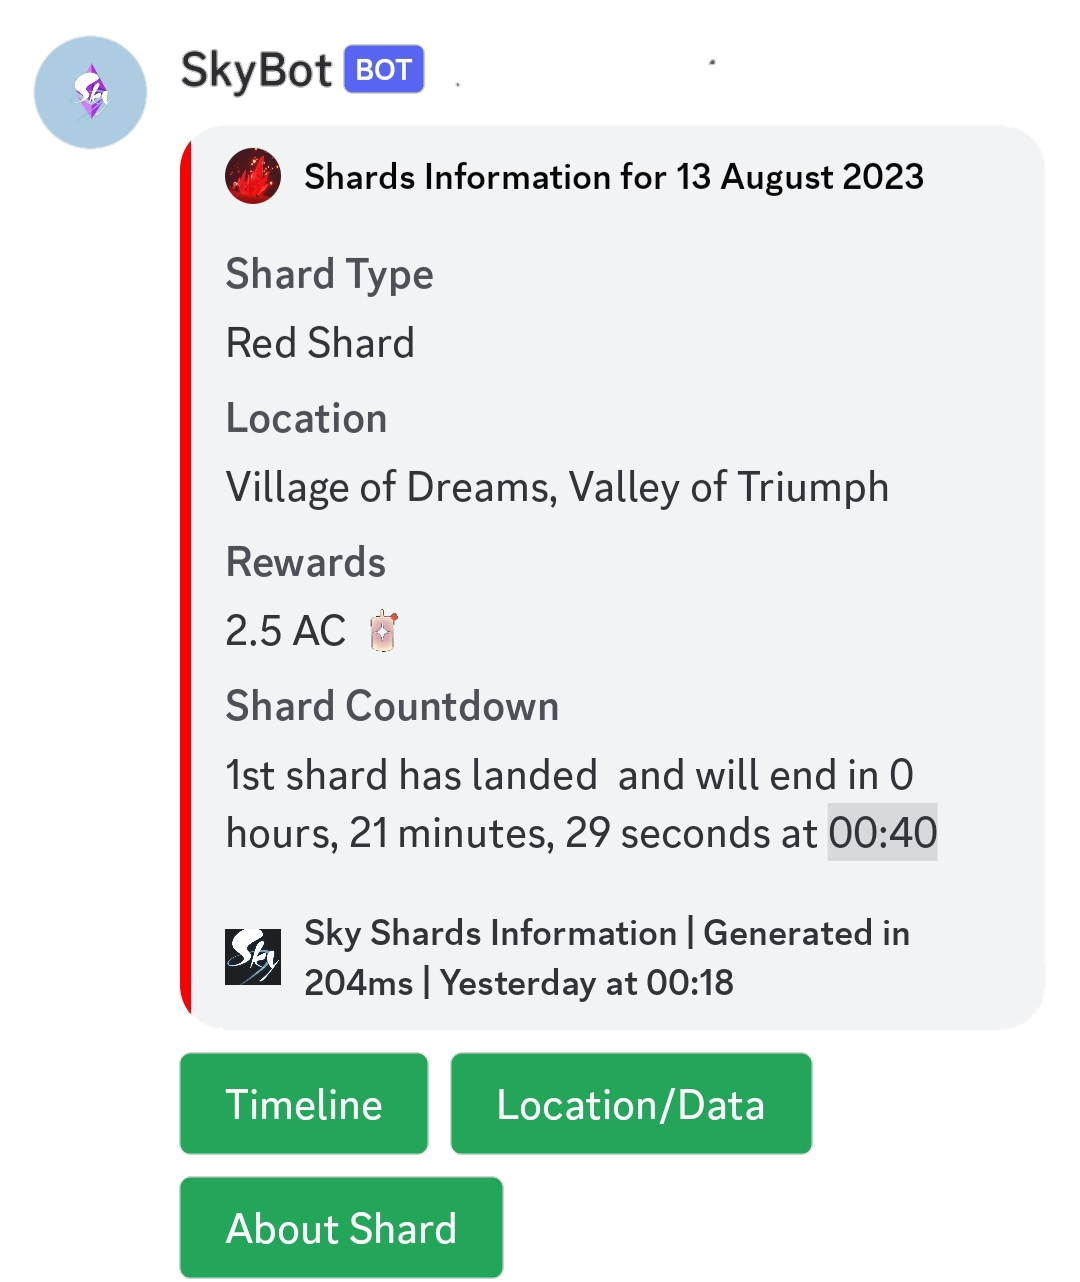 Sky
SkyBot BOT
Shards Information for 13 August 2023
Shard Type
Red Shard
Location
Village of Dreams, Valley of Triumph
Rewards
2.5 AC
Shard Countdown
1st shard has landed  and will end in 0
hours, 21 minutes, 29 seconds at 00:40
Sky
Sky Shards Information | Generated in
204ms | Yesterday at 00:18
Timeline
Location/Data
About Shard